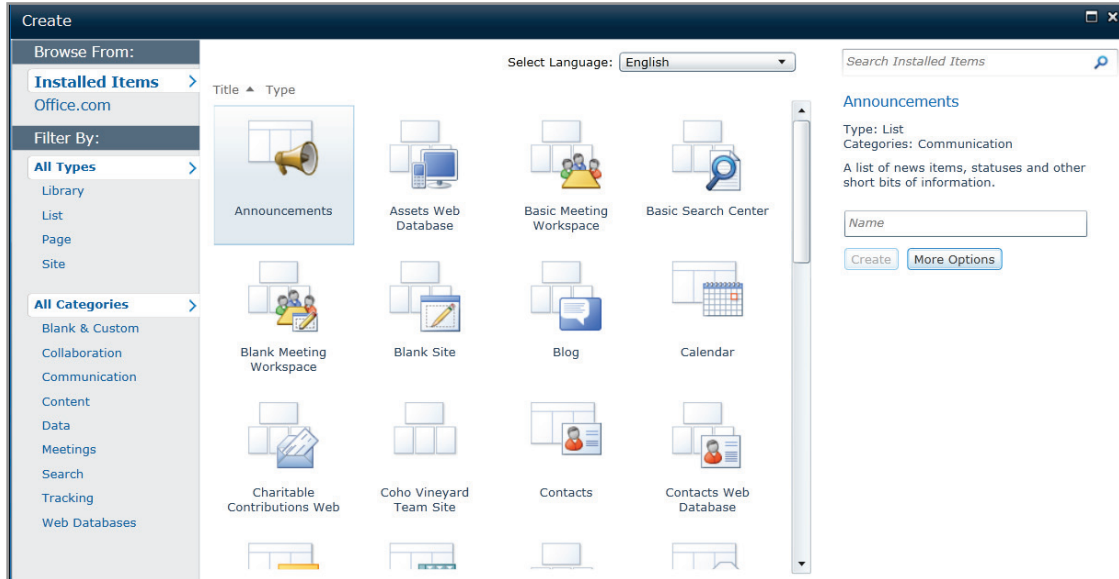 Create
Browse From:
Installed Items
Office.com
Filter By:
All Types
Library
List
Page
Site
All Categories
Blank & Custom
Collaboration
Communication
Content
Data
Meetings
Search
Tracking
Web Databases
Select Language: English
Title Type
Announcements
Assets Web
Database
Basic Meeting
Workspace
Basic Search Center
Blank Meeting
Workspace
Blank Site
Blog
Calendar
Charitable
Contributions Web
Coho Vineyard
Team Site
Contacts
Contacts Web
Database
Search Installed Items
Announcements
Type: List
Categories: Communication
A list of news items, statuses and other
short bits of information.
Name
Create More Options